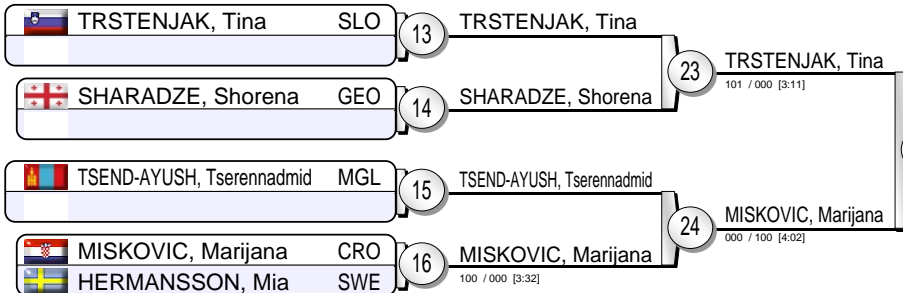 TRSTENJAK, Tina SLO
13
TRSTENJAK, Tina
SHARADZE, Shorena GEO
14
SHARADZE, Shorena
23
TRSTENJAK, Tina
101 / 000 [3:11]
TSEND-AYUSH, Tserennadmid MGL
15
TSEND-AYUSH, Tserennadmid
MISKOVIC, Marijana CRO
HERMANSSON, Mia SWE
16
MISKOVIC, Marijana
100 / 000 [3:32]
24
MISKOVIC, Marijana
000 / 100 [4:02]